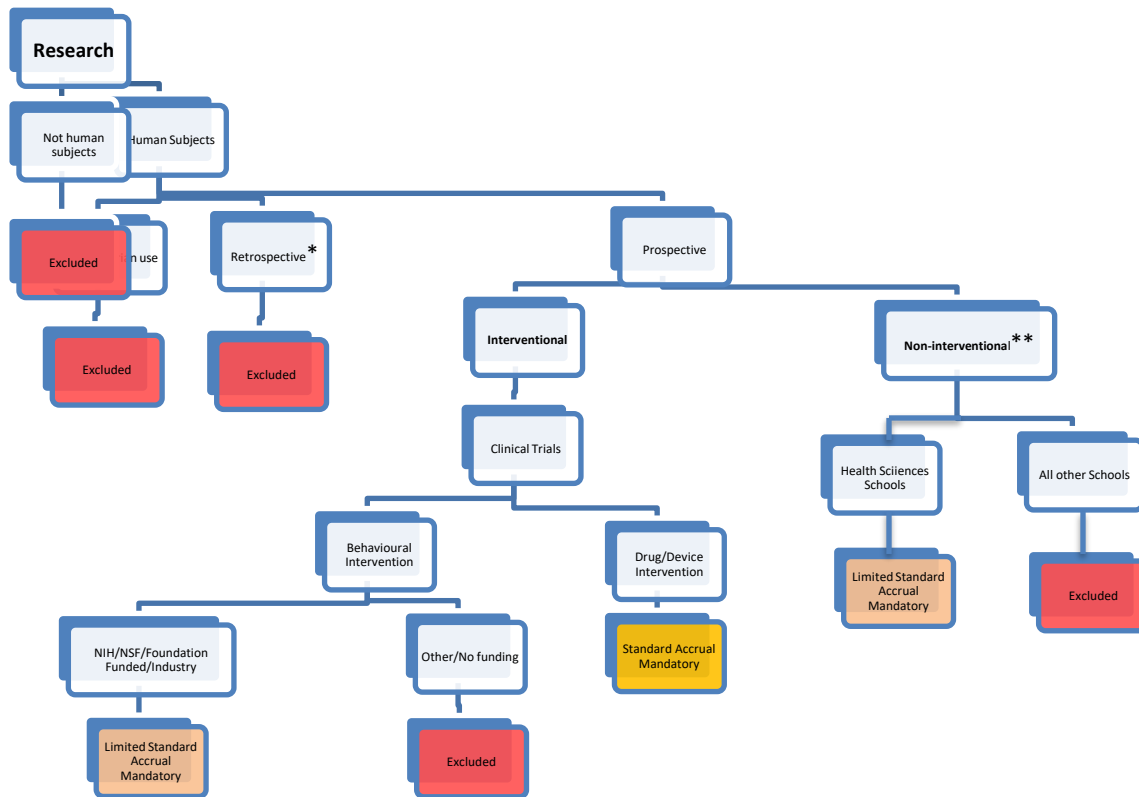 Research
Not human
subjects
Human Subjects
Excluded
use
Retrospective*
Prospective
Excluded
Excluded
Interventional
Non-interventional**
Clinical Trials
Health Sciiences
Schools
All other Schools
Behavioural
Intervention
Drug/Device
Intervention
Limited Standard
Accrual
Mandatory
Excluded
NIH/NSF/Foundation
Funded/Industry
Other/No funding
Standard Accrual
Mandatory
Limited Standard
Accrual
Mandatory
Excluded